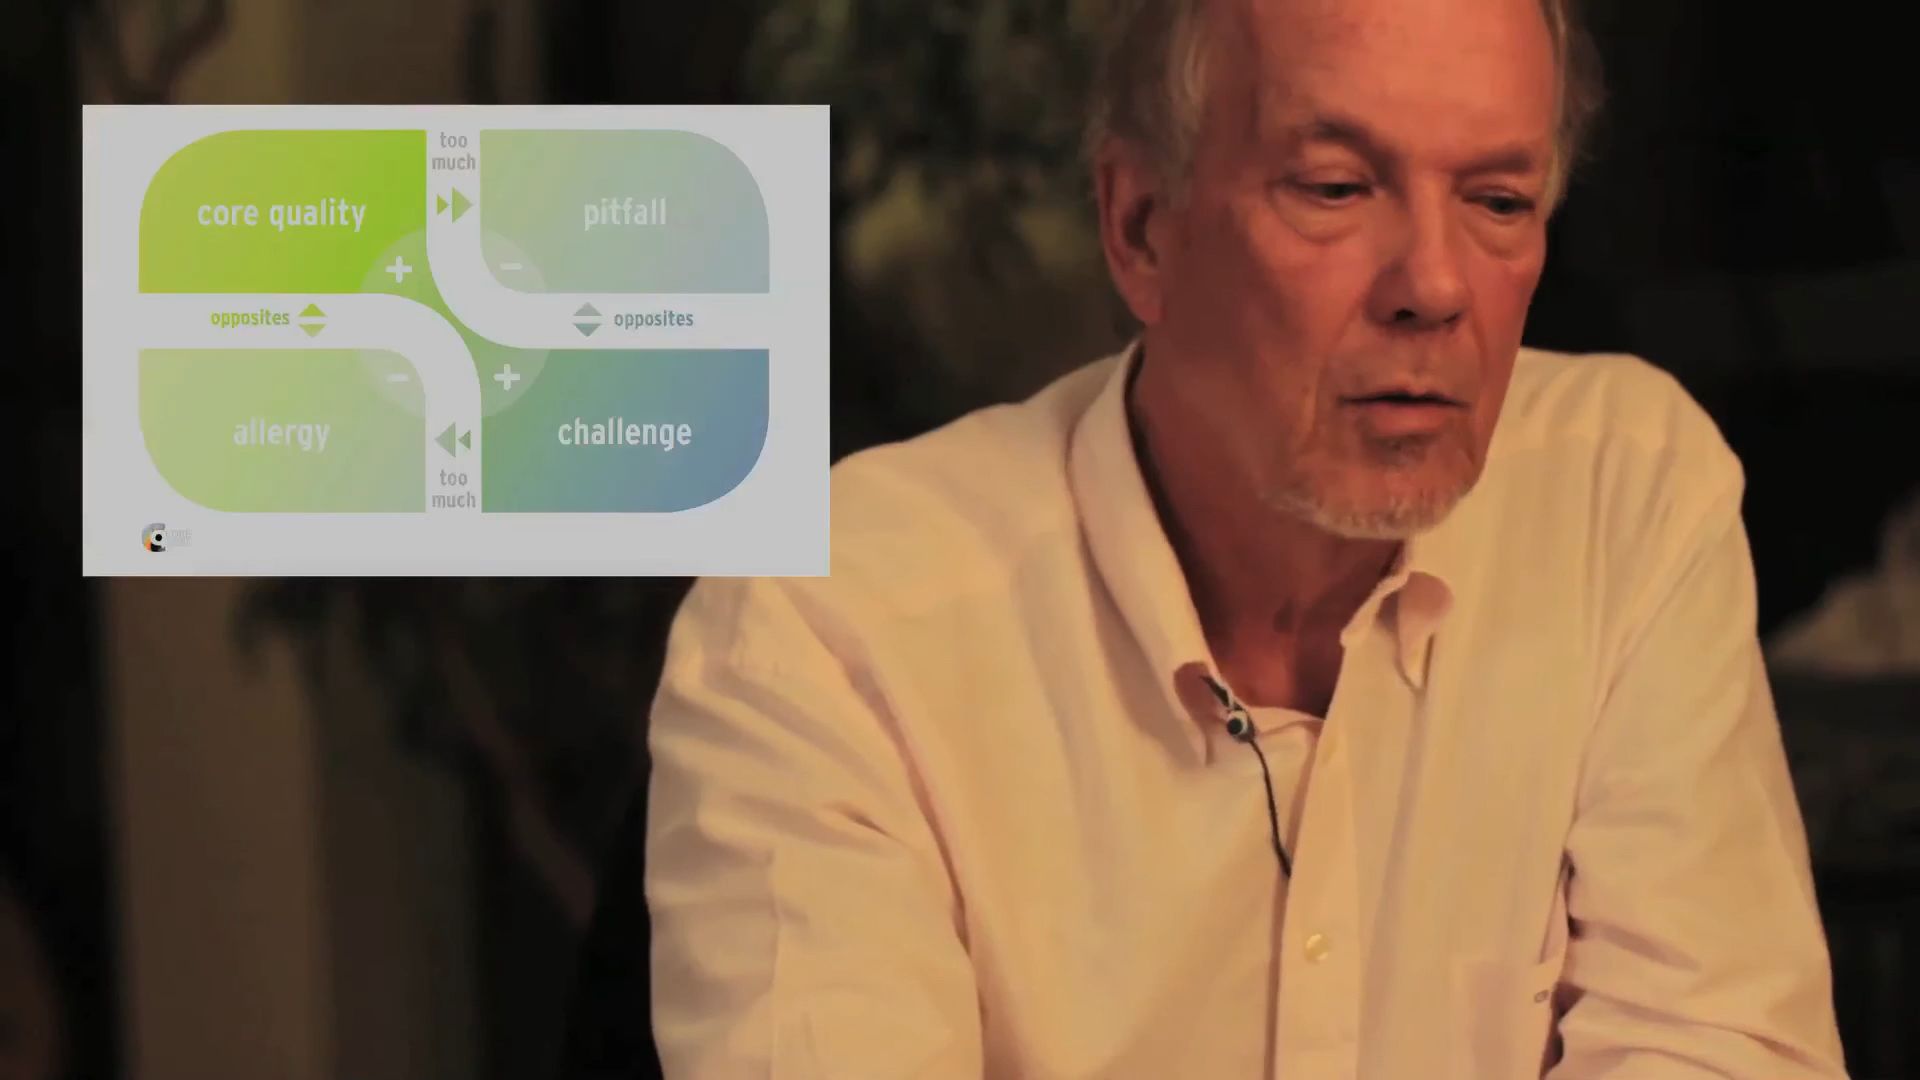 too
much
core quality
pitfall
opposites
opposites
allergy
challenge
too
much